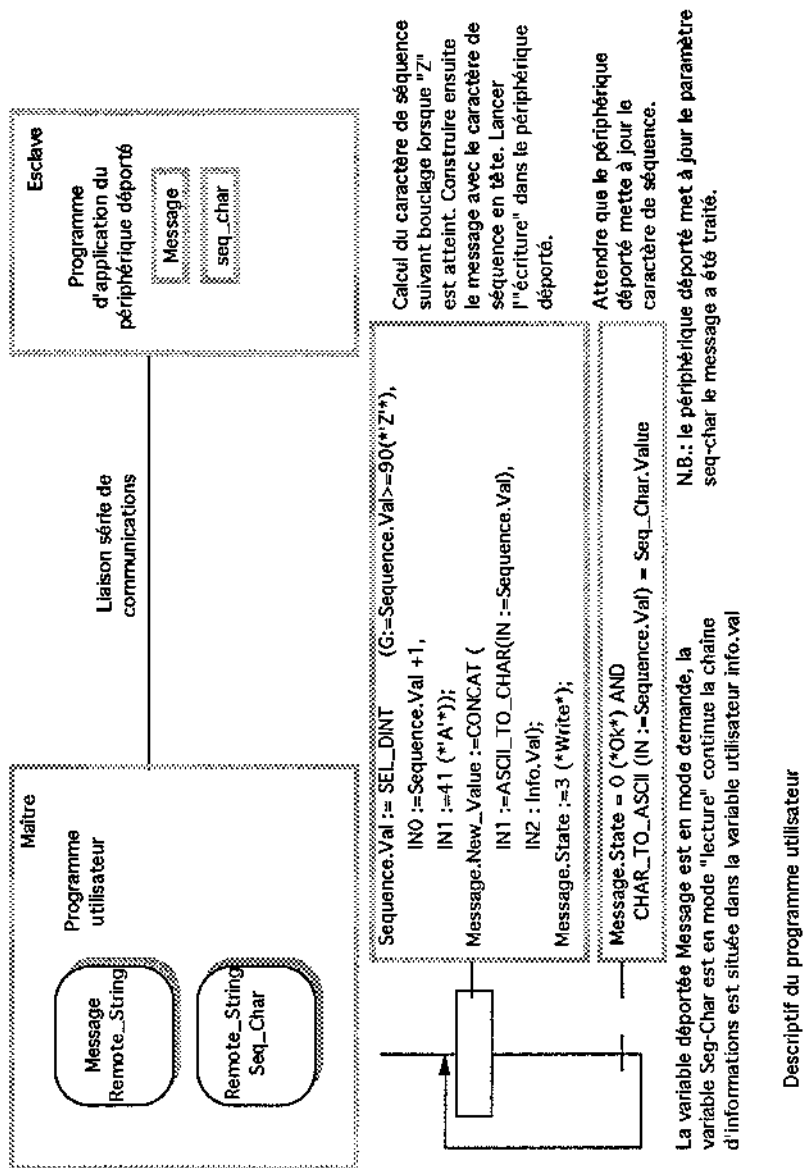 Maître
Programme
utilisateur
Message
Remote_String
Remote_String
Seq_Char
Liaison série de
communications
Esclave
Programme
d'application du
périphérique déporté
Message
seq_char
Sequence.Val := SEL_DINT (G:=Sequence.Val>=90(*'Z'*),
IN0 :=Sequence.Val +1,
IN1 :=41 (*'A'*));
Message.New_Value :=CONCAT (
IN1 :=ASCII_TO_CHAR(IN :=Sequence.Val),
IN2 : Info.Val);
Message.State :=3 (*Write*);
Calcul du caractère de séquence
suivant bouclage lorsque "Z"
est atteint. Construire ensuite
le message avec le caractère de
séquence en tête. Lancer
l'"écriture" dans le périphérique
déporté.
Message.State = 0 (*Ok*) AND
CHAR_TO_ASCII (IN :=Sequence.Val) = Seq_Char.Value
Attendre que le périphérique
déporté mette à jour le
caractère de séquence.
La variable déportée Message est en mode demande, la
variable Seg-Char est en mode "lecture" continue la chaîne
d'informations est située dans la variable utilisateur info.val
N.B.: le périphérique déporté met à jour le paramètre
seq-char le message a été traité.
Descriptif du programme utilisateur